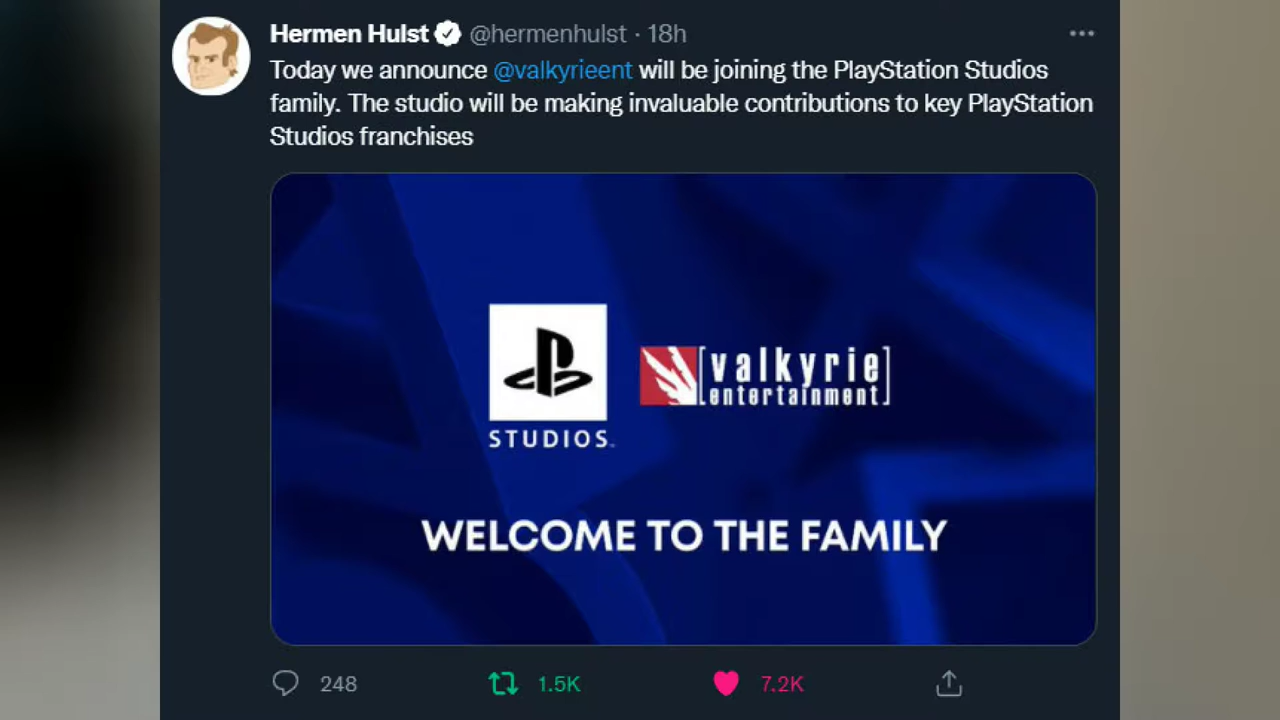 Hermen Hulst @hermenhulst · 18h
Today we announce @valkyrieent will be joining the PlayStation Studios
family. The studio will be making invaluable contributions to key PlayStation
Studios franchises
STUDIOS
[valkyrie
entertainment]
WELCOME TO THE FAMILY
248 1.5K 7.2K